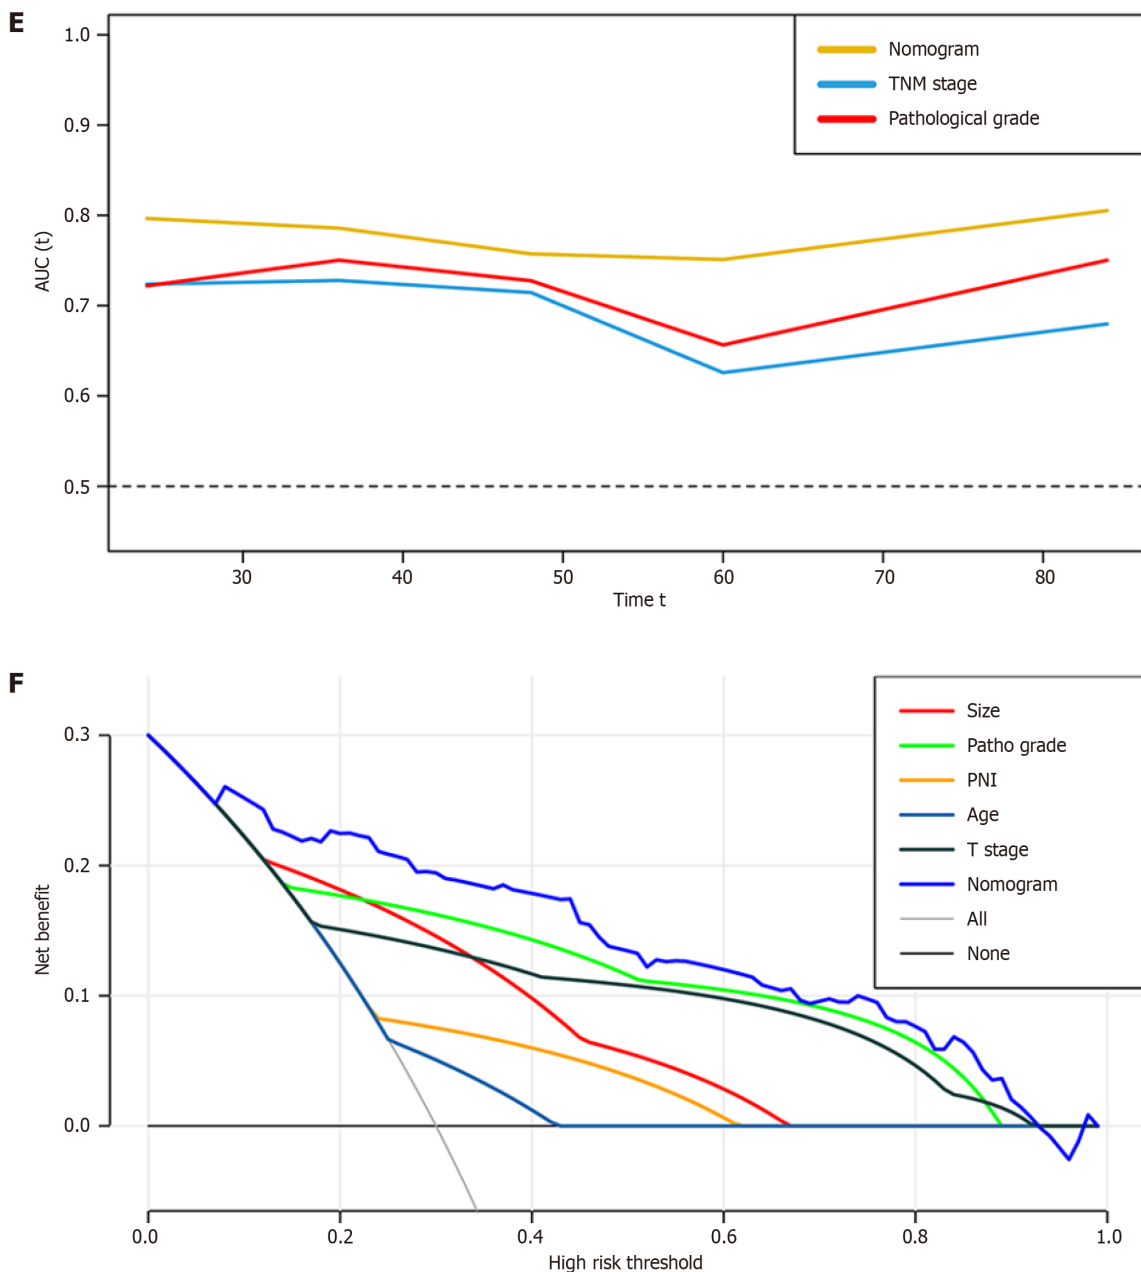 E
1.0
0.9
0.8
0.7
0.6
0.5
AUC (t)
Nomogram
TNM stage
Pathological grade
30 40 50 60 70 80
Time t
F
0.3
0.2
0.1
0.0
Net benefit
Size
Patho grade
PNI
Age
T stage
Nomogram
All
None
0.0 0.2 0.4 0.6 0.8 1.0
High risk threshold